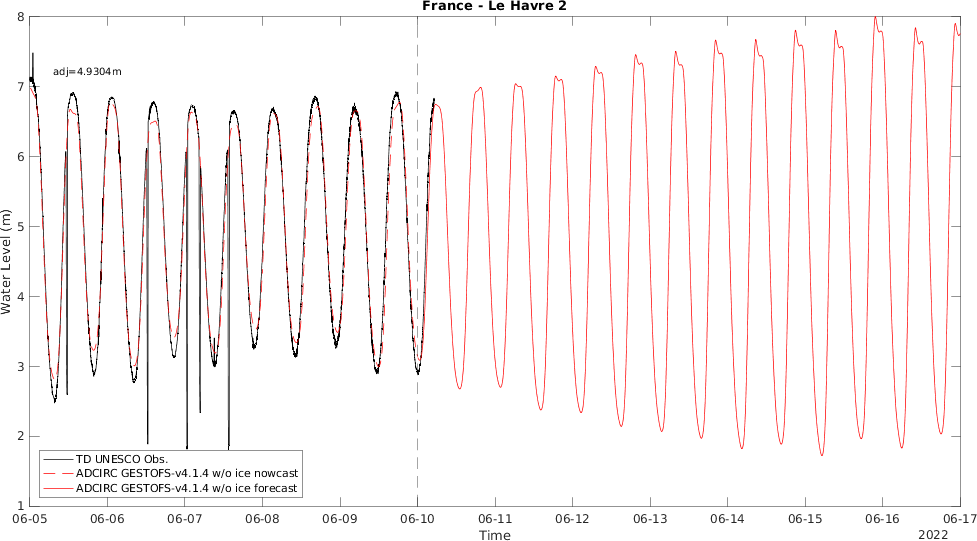 France - Le Havre 2
adj=4.9304m
Water Level (m)
8
7
6
5
4
3
2
1
TD UNESCO Obs.
ADCIRC GESTOFS-v4.1.4 w/o ice nowcast
ADCIRC GESTOFS-v4.1.4 w/o ice forecast
06-05 06-06 06-07 06-08 06-09 06-10 06-11 06-12 06-13 06-14 06-15 06-16 06-17
Time
2022